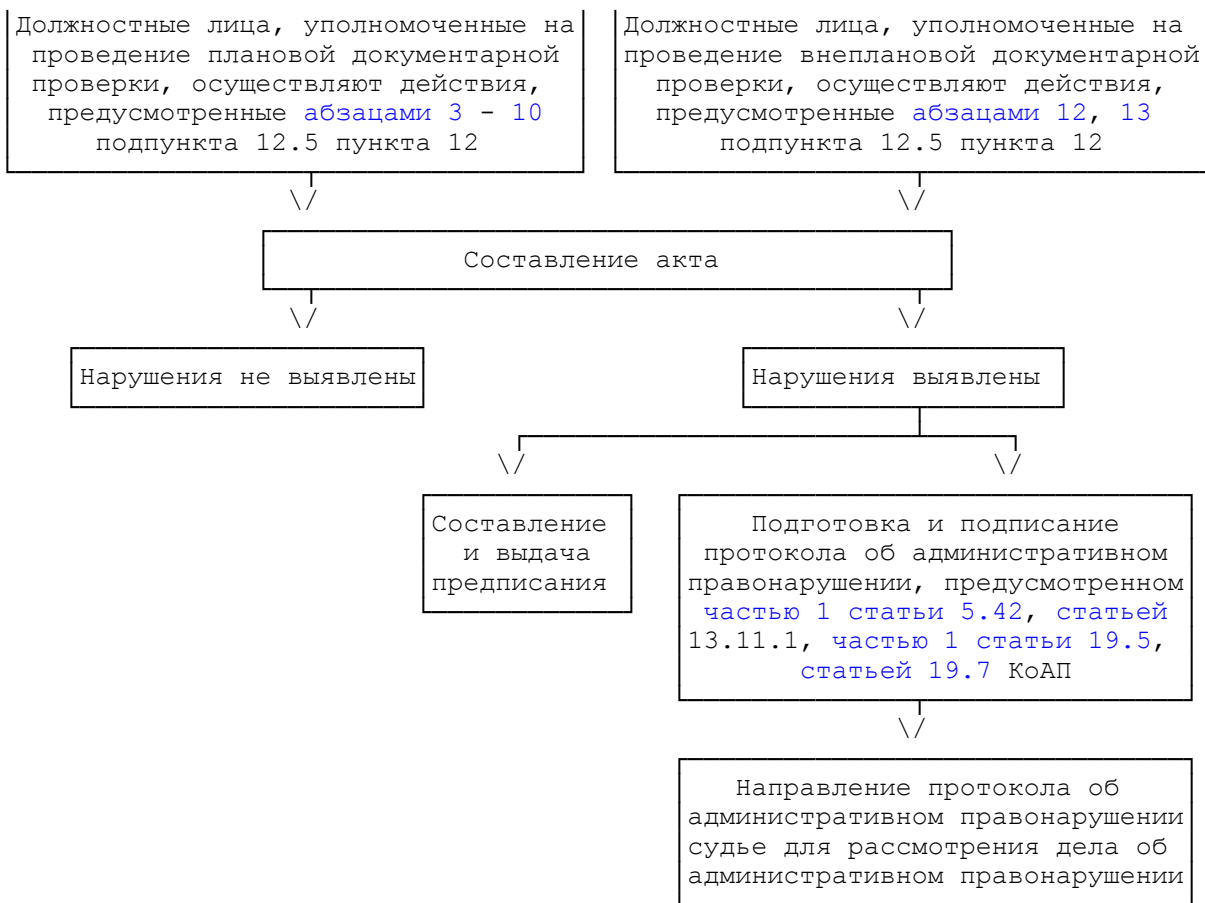 Должностные лица, уполномоченные на
проведение плановой документарной
проверки, осуществляют действия,
предусмотренные абзацами 3 - 10
подпункта 12.5 пункта 12
Должностные лица, уполномоченные на
проведение внеплановой документарной
проверки, осуществляют действия,
предусмотренные абзацами 12, 13
подпункта 12.5 пункта 12
Составление акта
Нарушения не выявлены
Нарушения выявлены
Составление
и выдача
предписания
Подготовка и подписание
протокола об административном
правонарушении, предусмотренном
частью 1 статьи 5.42, статьей
13.11.1, частью 1 статьи 19.5,
статьей 19.7 КоАП
Направление протокола об
административном правонарушении
судье для рассмотрения дела об
административном правонарушении